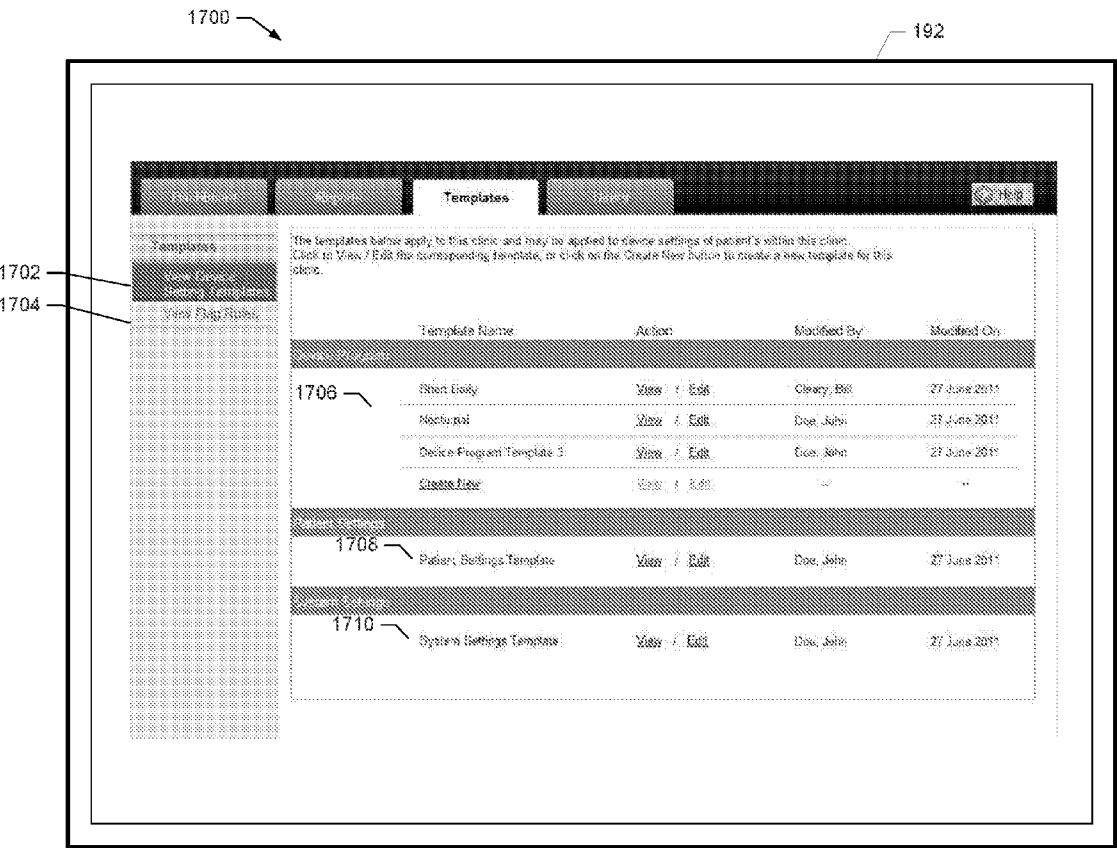 1700
192
Templates
Help
Templates
The templates below apply to this clinic and may be applied to device settings of patient's within this clinic.
Click to View / Edit the corresponding template, or click on the Create New button to create a new template for this
clinic.
1702
1704
View Flag Rules
Template Name Action Modified By Modified On
1706
Short Daily View / Edit Cleary, Bill 27 June 2011
Nocturnal View / Edit Doe, John 27 June 2011
Device Program Template 3 View / Edit Doe, John 27 June 2011
Create New View / Edit -- --
Patient Settings
1708
Patient Settings Template View / Edit Doe, John 27 June 2011
System Settings
1710
System Settings Template View / Edit Doe, John 27 June 2011